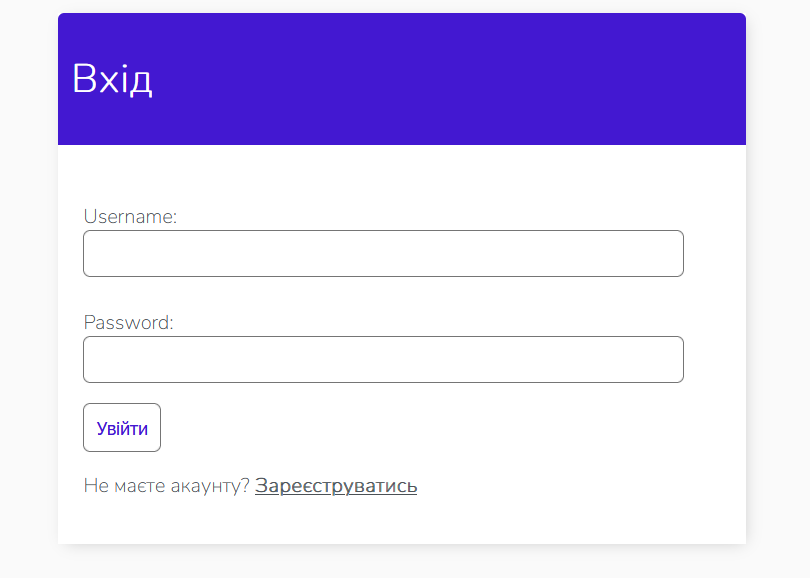 Вхід
Username:
Password:
Увійти
Не маєте акаунту? Зареєструватись